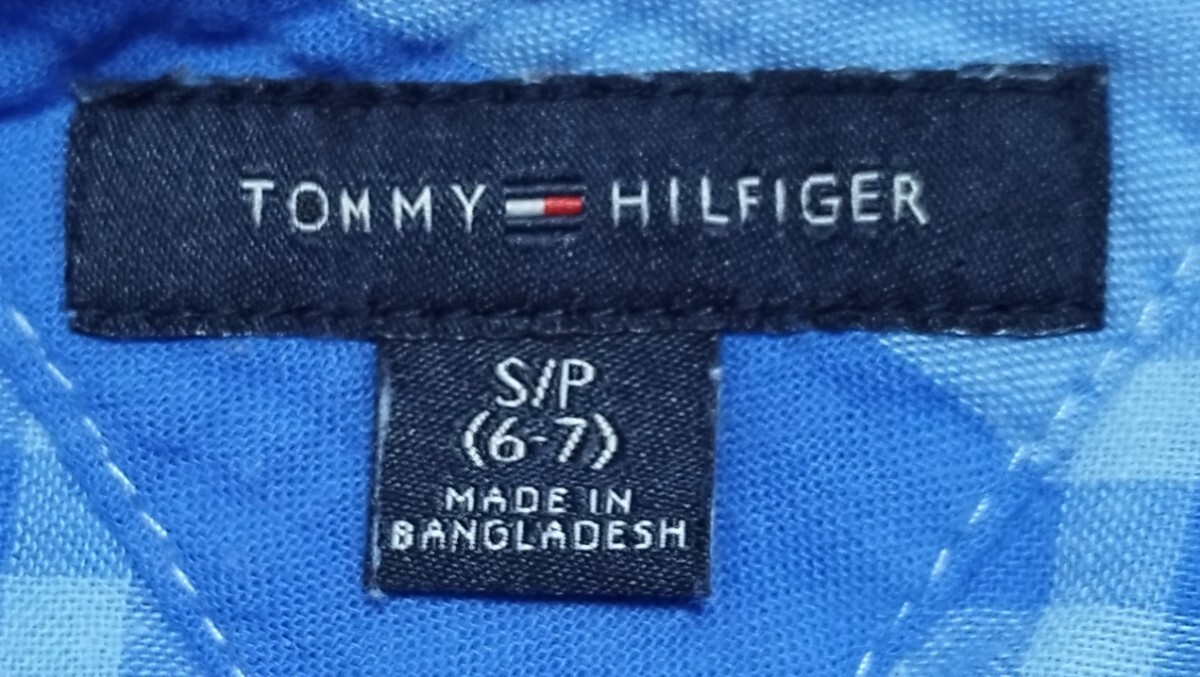 TOMMY HILFIGER
S/P
(6-7)
MADE IN
BANGLADESH